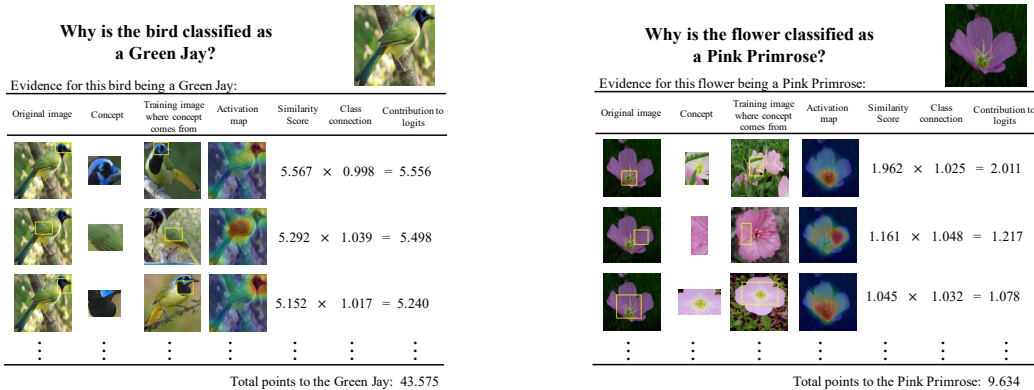 Why is the bird classified as
a Green Jay?
Evidence for this bird being a Green Jay:
Original image
Concept
Training image
where concept
comes from
Activation
map
Similarity
Score
Class
connection
Contribution to
logits
5.567 × 0.998 = 5.556
5.292 × 1.039 = 5.498
5.152 × 1.017 = 5.240
Total points to the Green Jay: 43.575
Why is the flower classified as
a Pink Primrose?
Evidence for this flower being a Pink Primrose:
Original image
Concept
Training image
where concept
comes from
Activation
map
Similarity
Score
Class
connection
Contribution to
logits
1.962 × 1.025 = 2.011
1.161 × 1.048 = 1.217
1.045 × 1.032 = 1.078
Total points to the Pink Primrose: 9.634